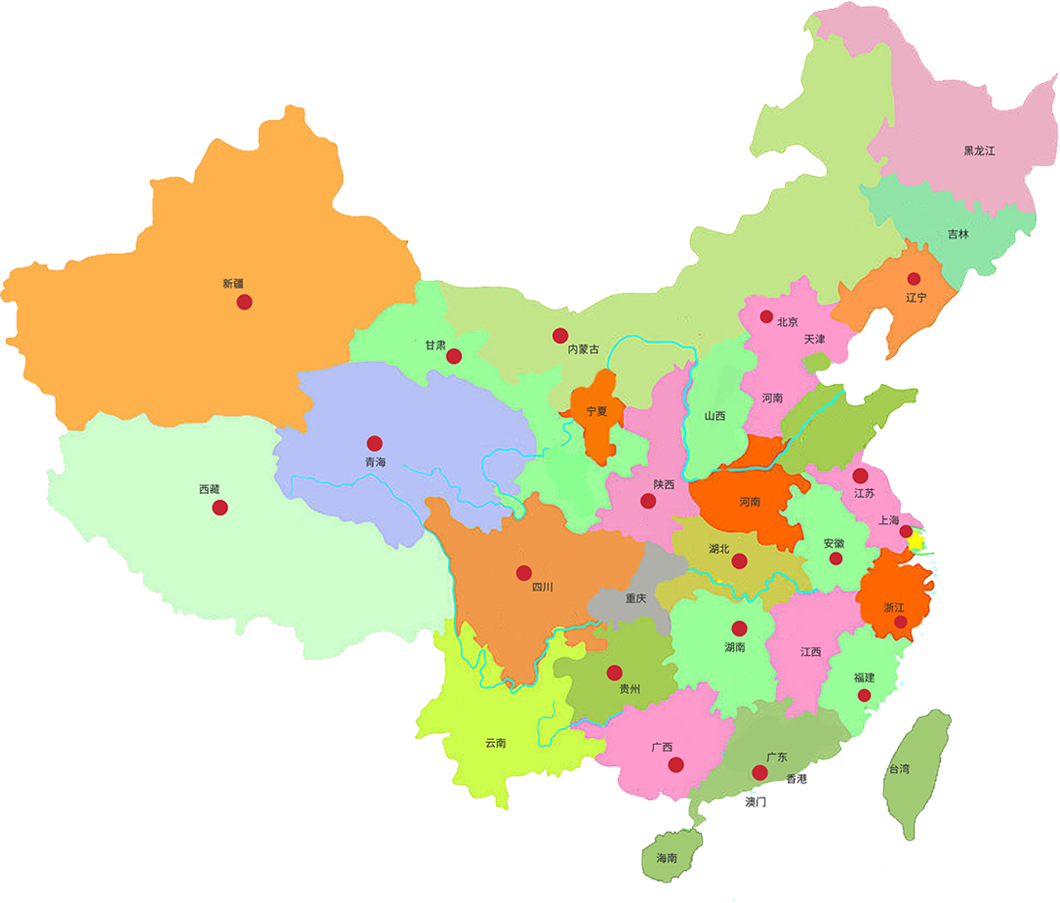 黑龙江
吉林
新疆
辽宁
北京
天津
甘肃
内蒙古
河南
宁夏
山西
青海
西藏
陕西
江苏
河南
上海
安徽
湖北
四川
重庆
浙江
湖南
江西
福建
贵州
云南
广西
广东
台湾
香港
澳门
海南